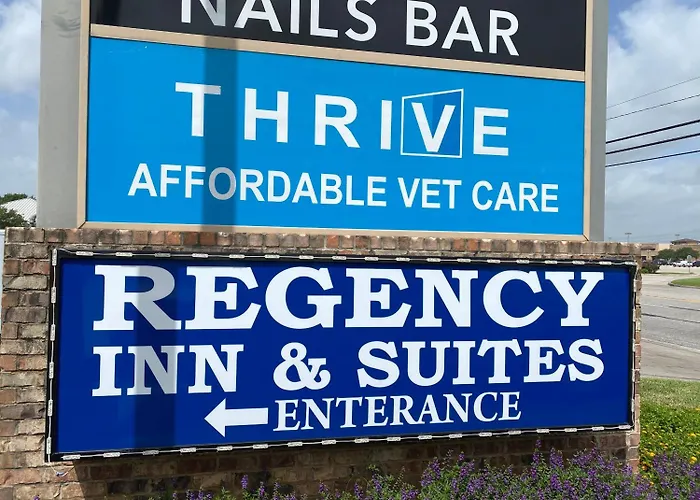 NAILS BAR
THRIVE
AFFORDABLE VET CARE
REGENCY
INN & SUITES
ENTERANCE